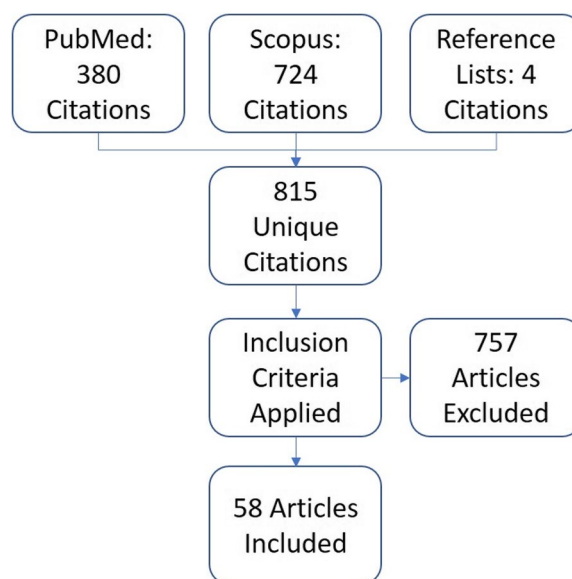 PubMed:
380
Citations
Scopus:
724
Citations
Reference
Lists: 4
Citations
815
Unique
Citations
Inclusion
Criteria
Applied
757
Articles
Excluded
58 Articles
Included